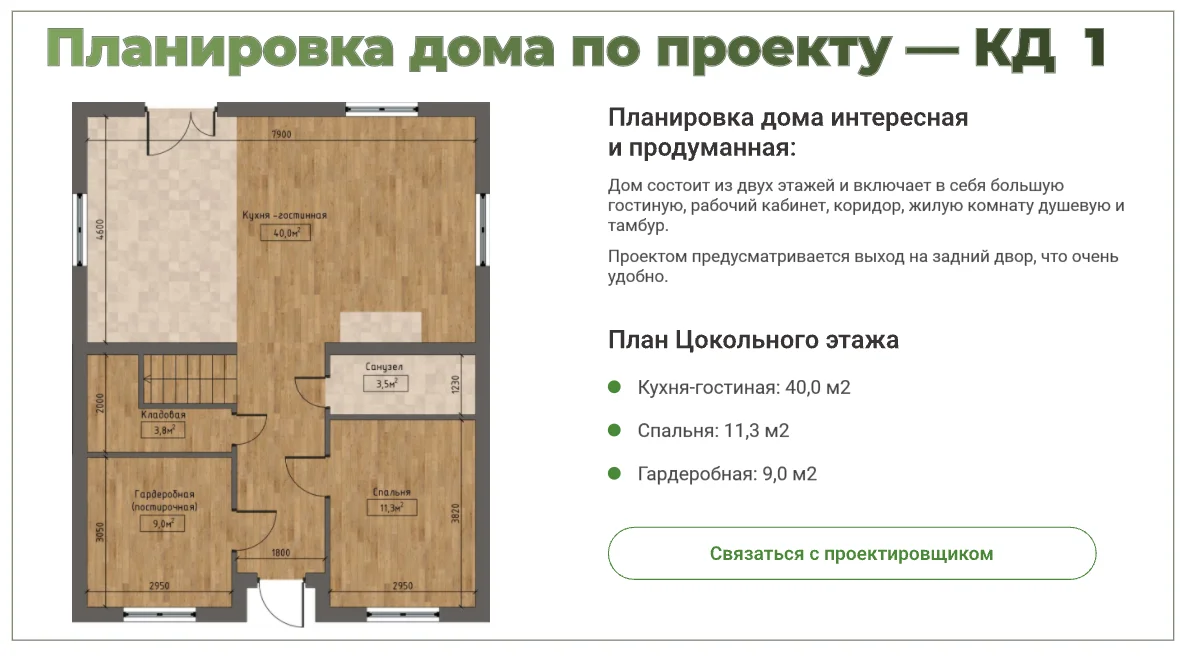 Планировка дома по проекту — КД 1
7900
4600
Кухня -гостинная
40,0м²
Санузел
3,5м²
1230
2000
Кладовая
3,8м²
Гардеробная
(постирочная)
9,0м²
3050
2950
1800
Спальня
11,3м²
3820
2950
Планировка дома интересная
и продуманная:
Дом состоит из двух этажей и включает в себя большую
гостиную, рабочий кабинет, коридор, жилую комнату душевую и
тамбур.
Проектом предусматривается выход на задний двор, что очень
удобно.
План Цокольного этажа
Кухня-гостиная: 40,0 м2
Спальня: 11,3 м2
Гардеробная: 9,0 м2
Связаться с проектировщиком